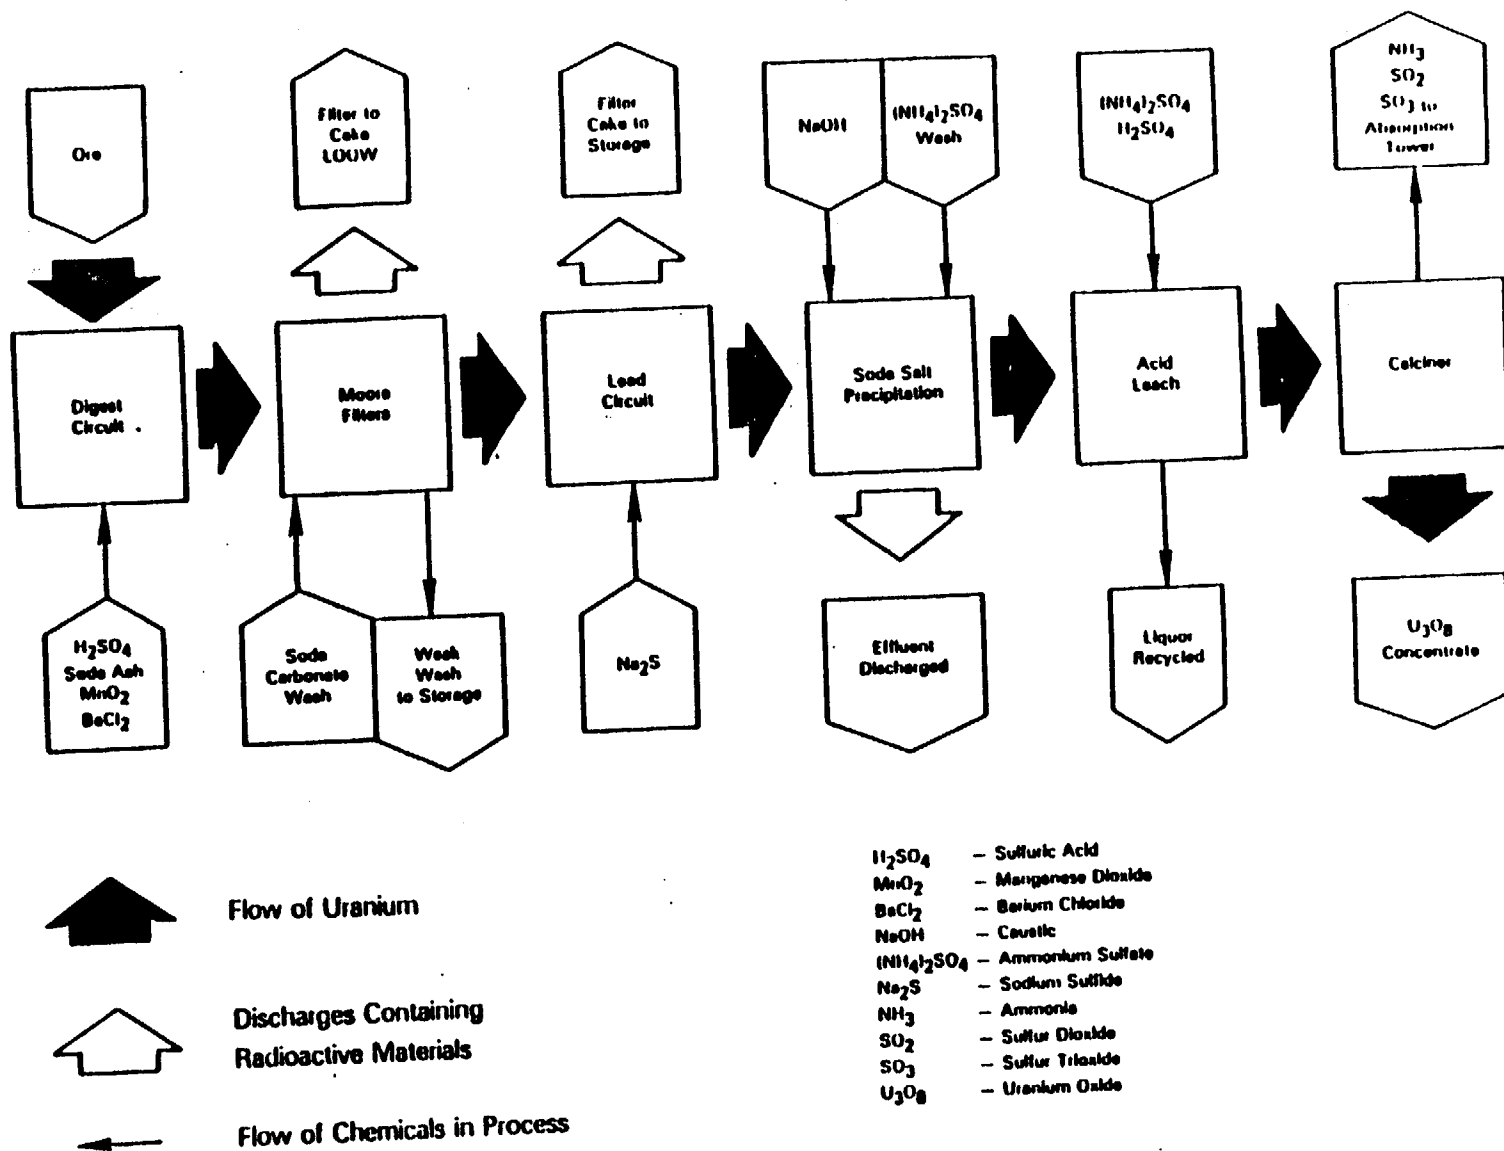 Ore
Filter to
Cake
LOOW
Filter
Cake to
Storage
NaOH
(NH4)2SO4
Wash
(NH4)2SO4
H2SO4
NH3
SO2
SO3 to
Absorption
Tower
Digest
Circuit
Moore
Filters
Lead
Circuit
Soda Salt
Precipitation
Acid
Leach
Calciner
H2SO4
Soda Ash
MnO2
BaCl2
Soda
Carbonate
Wash
Weak
Wash
to Storage
Na2S
Effluent
Discharged
Liquor
Recycled
U3O8
Concentrate
Flow of Uranium
Discharges Containing
Radioactive Materials
Flow of Chemicals in Process
H2SO4 – Sulfuric Acid
MnO2 – Manganese Dioxide
BaCl2 – Barium Chloride
NaOH – Caustic
(NH4)2SO4 – Ammonium Sulfate
Na2S – Sodium Sulfide
NH3 – Ammonia
SO2 – Sulfur Dioxide
SO3 – Sulfur Trioxide
U3O8 – Uranium Oxide